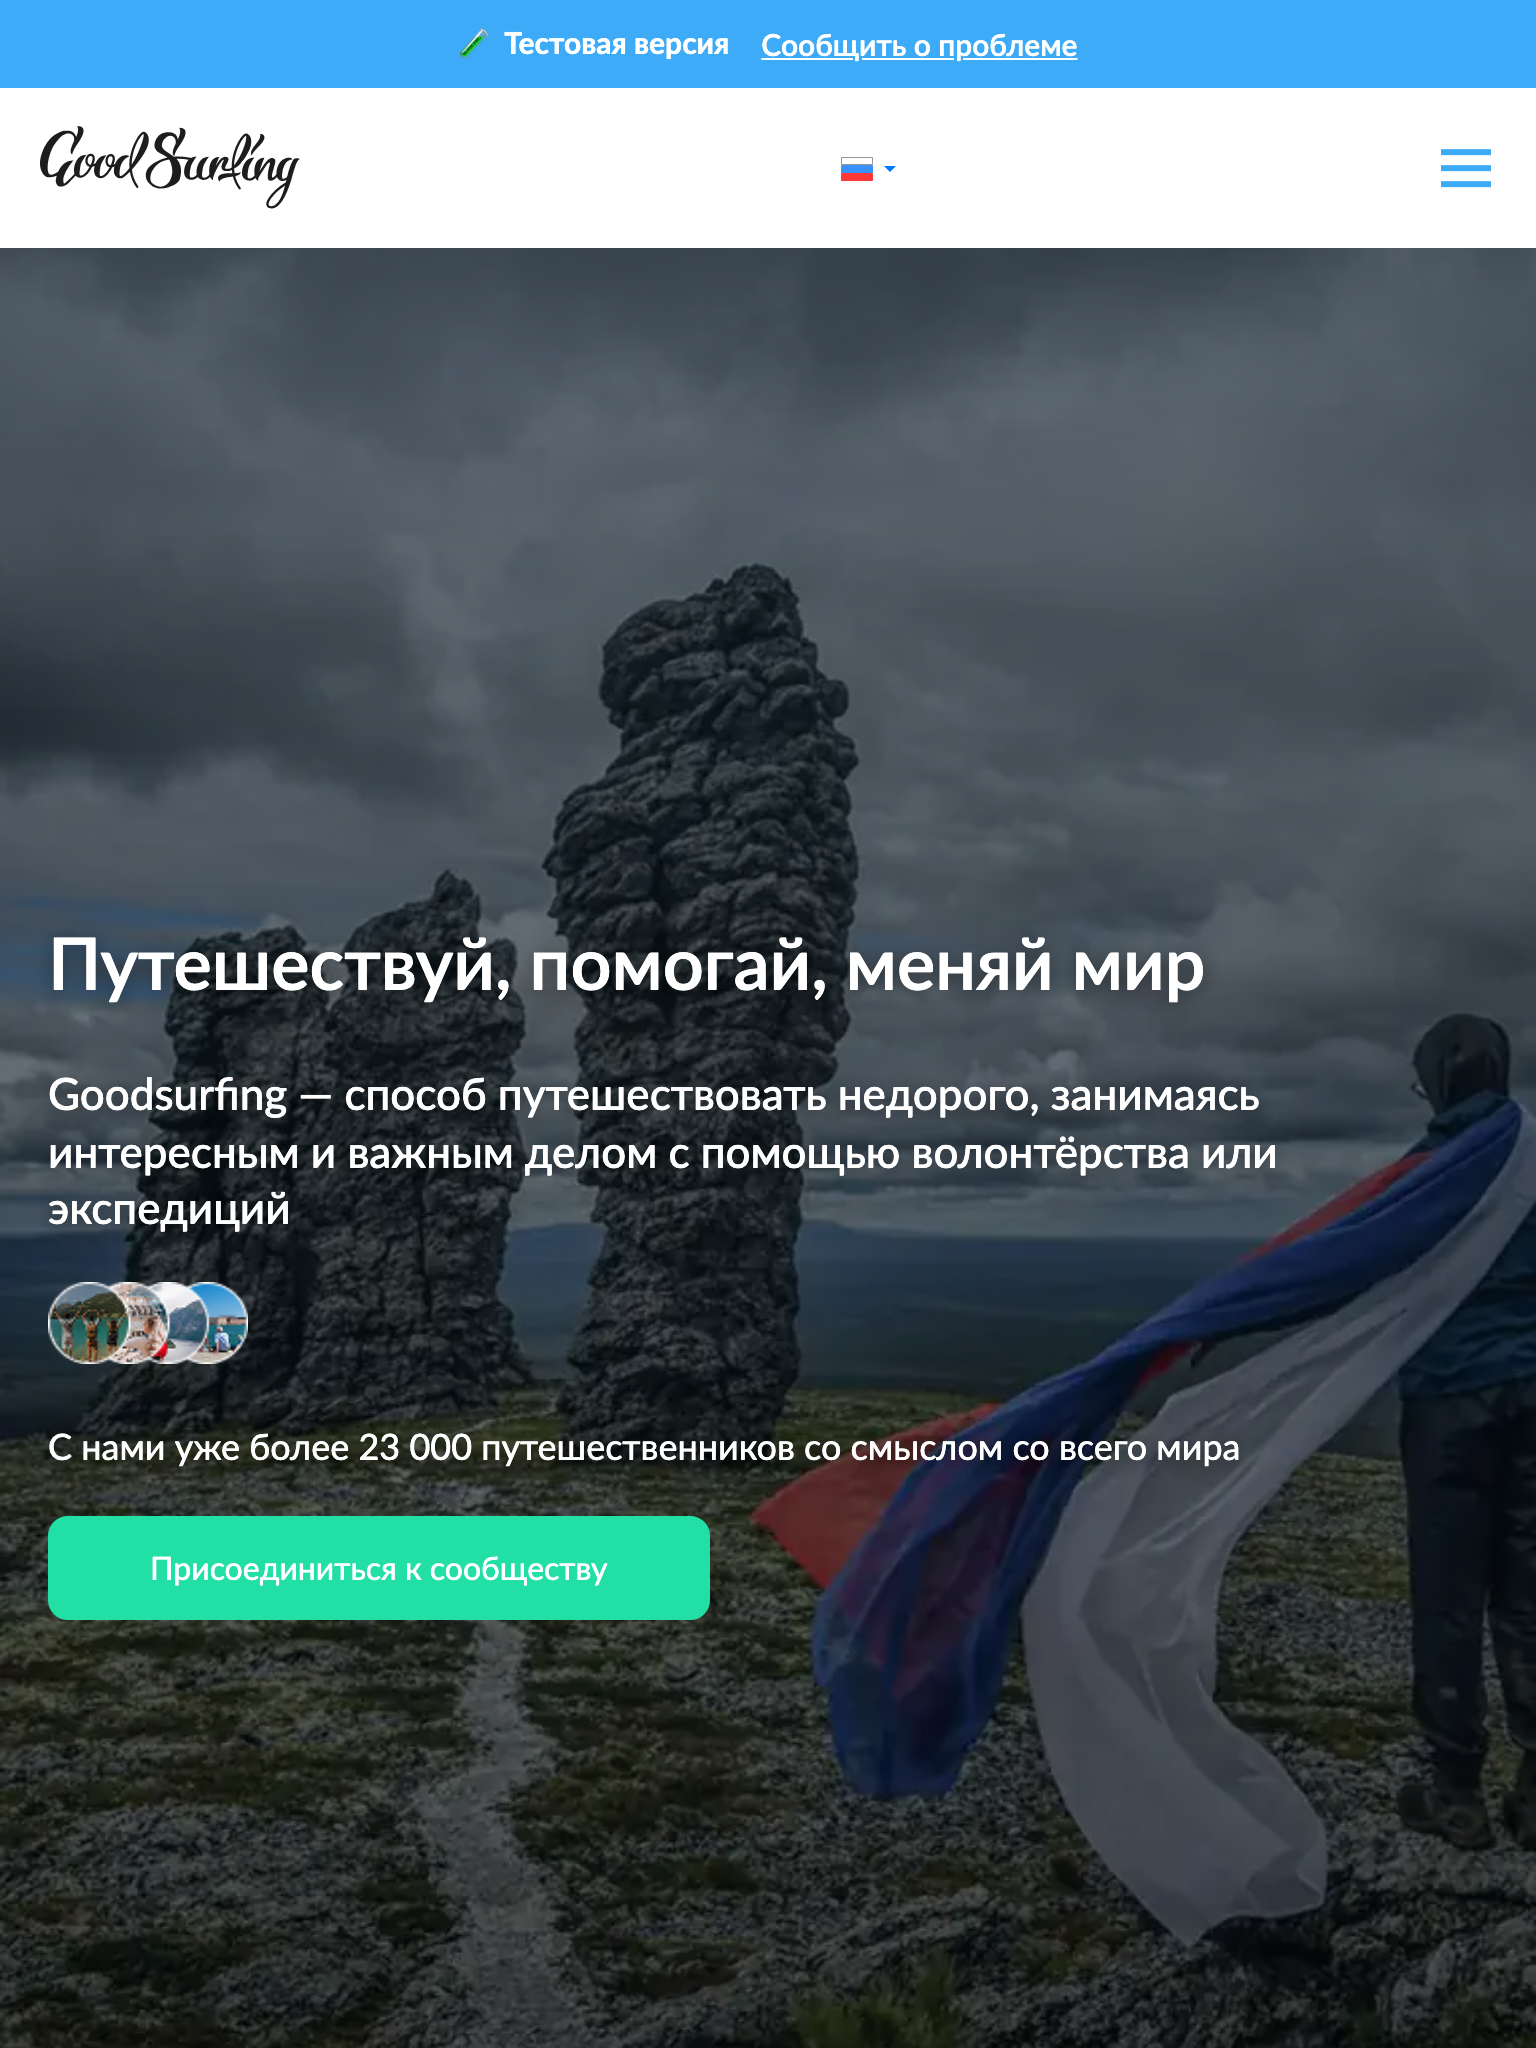 Тестовая версия Сообщить о проблеме
Good Surfing
Путешествуй, помогай, меняй мир
Goodsurfing — способ путешествовать недорого, занимаясь
интересным и важным делом с помощью волонтёрства или
экспедиций
С нами уже более 23 000 путешественников со смыслом со всего мира
Присоединиться к сообществу